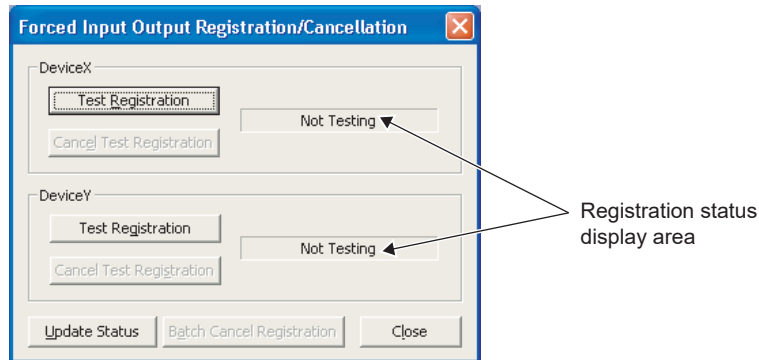 Forced Input Output Registration/Cancellation
DeviceX
Test Registration
Not Testing
Cancel Test Registration
DeviceY
Test Registration
Not Testing
Cancel Test Registration
Registration status
display area
Update Status
Batch Cancel Registration
Close